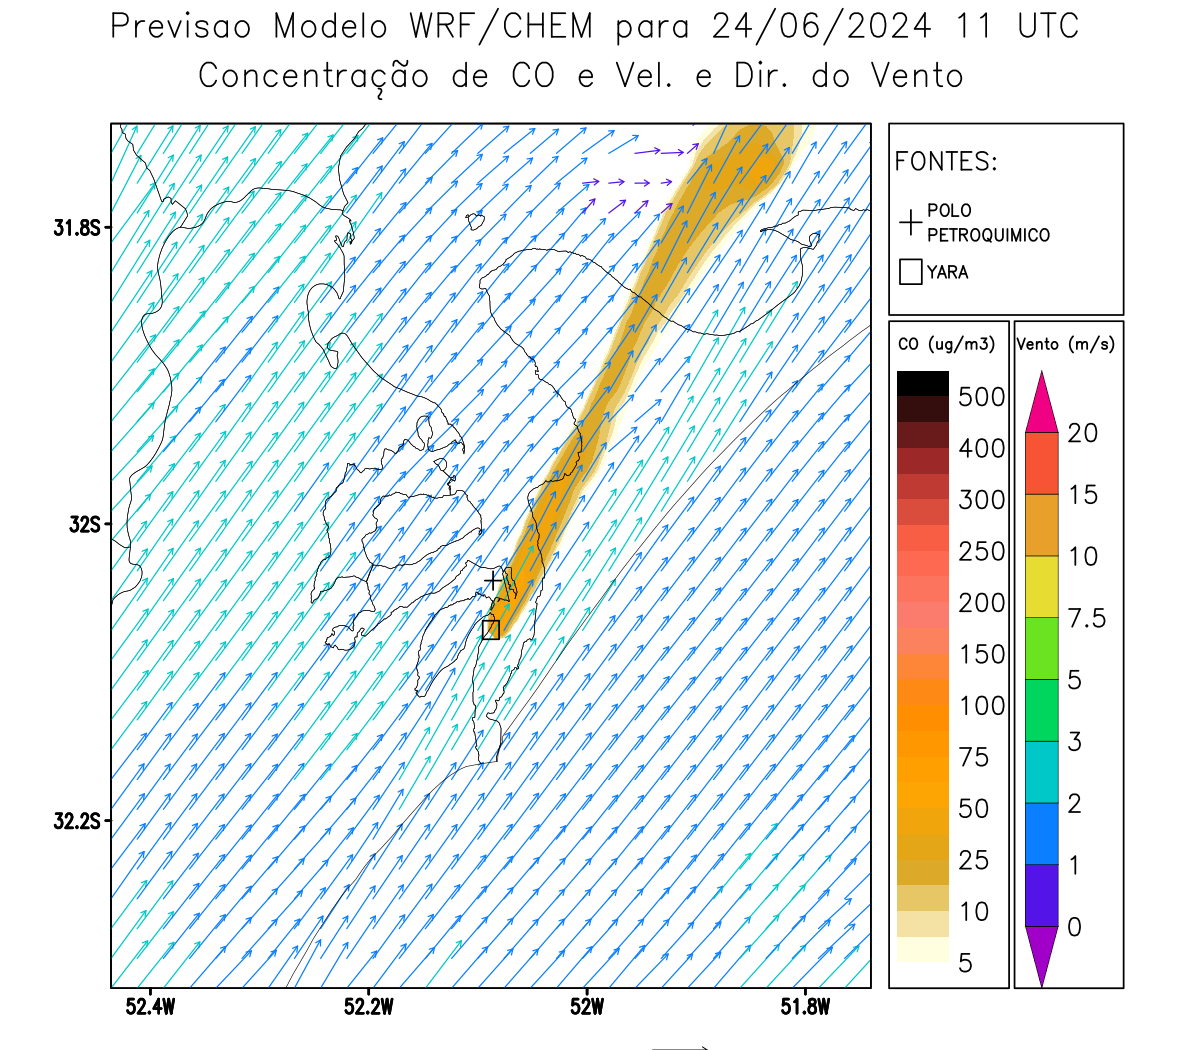 Previsao Modelo WRF/CHEM para 24/06/2024 11 UTC
Concentração de CO e Vel. e Dir. do Vento
FONTES:
POLO
PETROQUIMICO
YARA
CO (ug/m3)
500
400
300
250
200
150
100
75
50
25
10
5
Vento (m/s)
20
15
10
7.5
5
3
2
1
0
31.8S
32S
32.2S
52.4W
52.2W
52W
51.8W